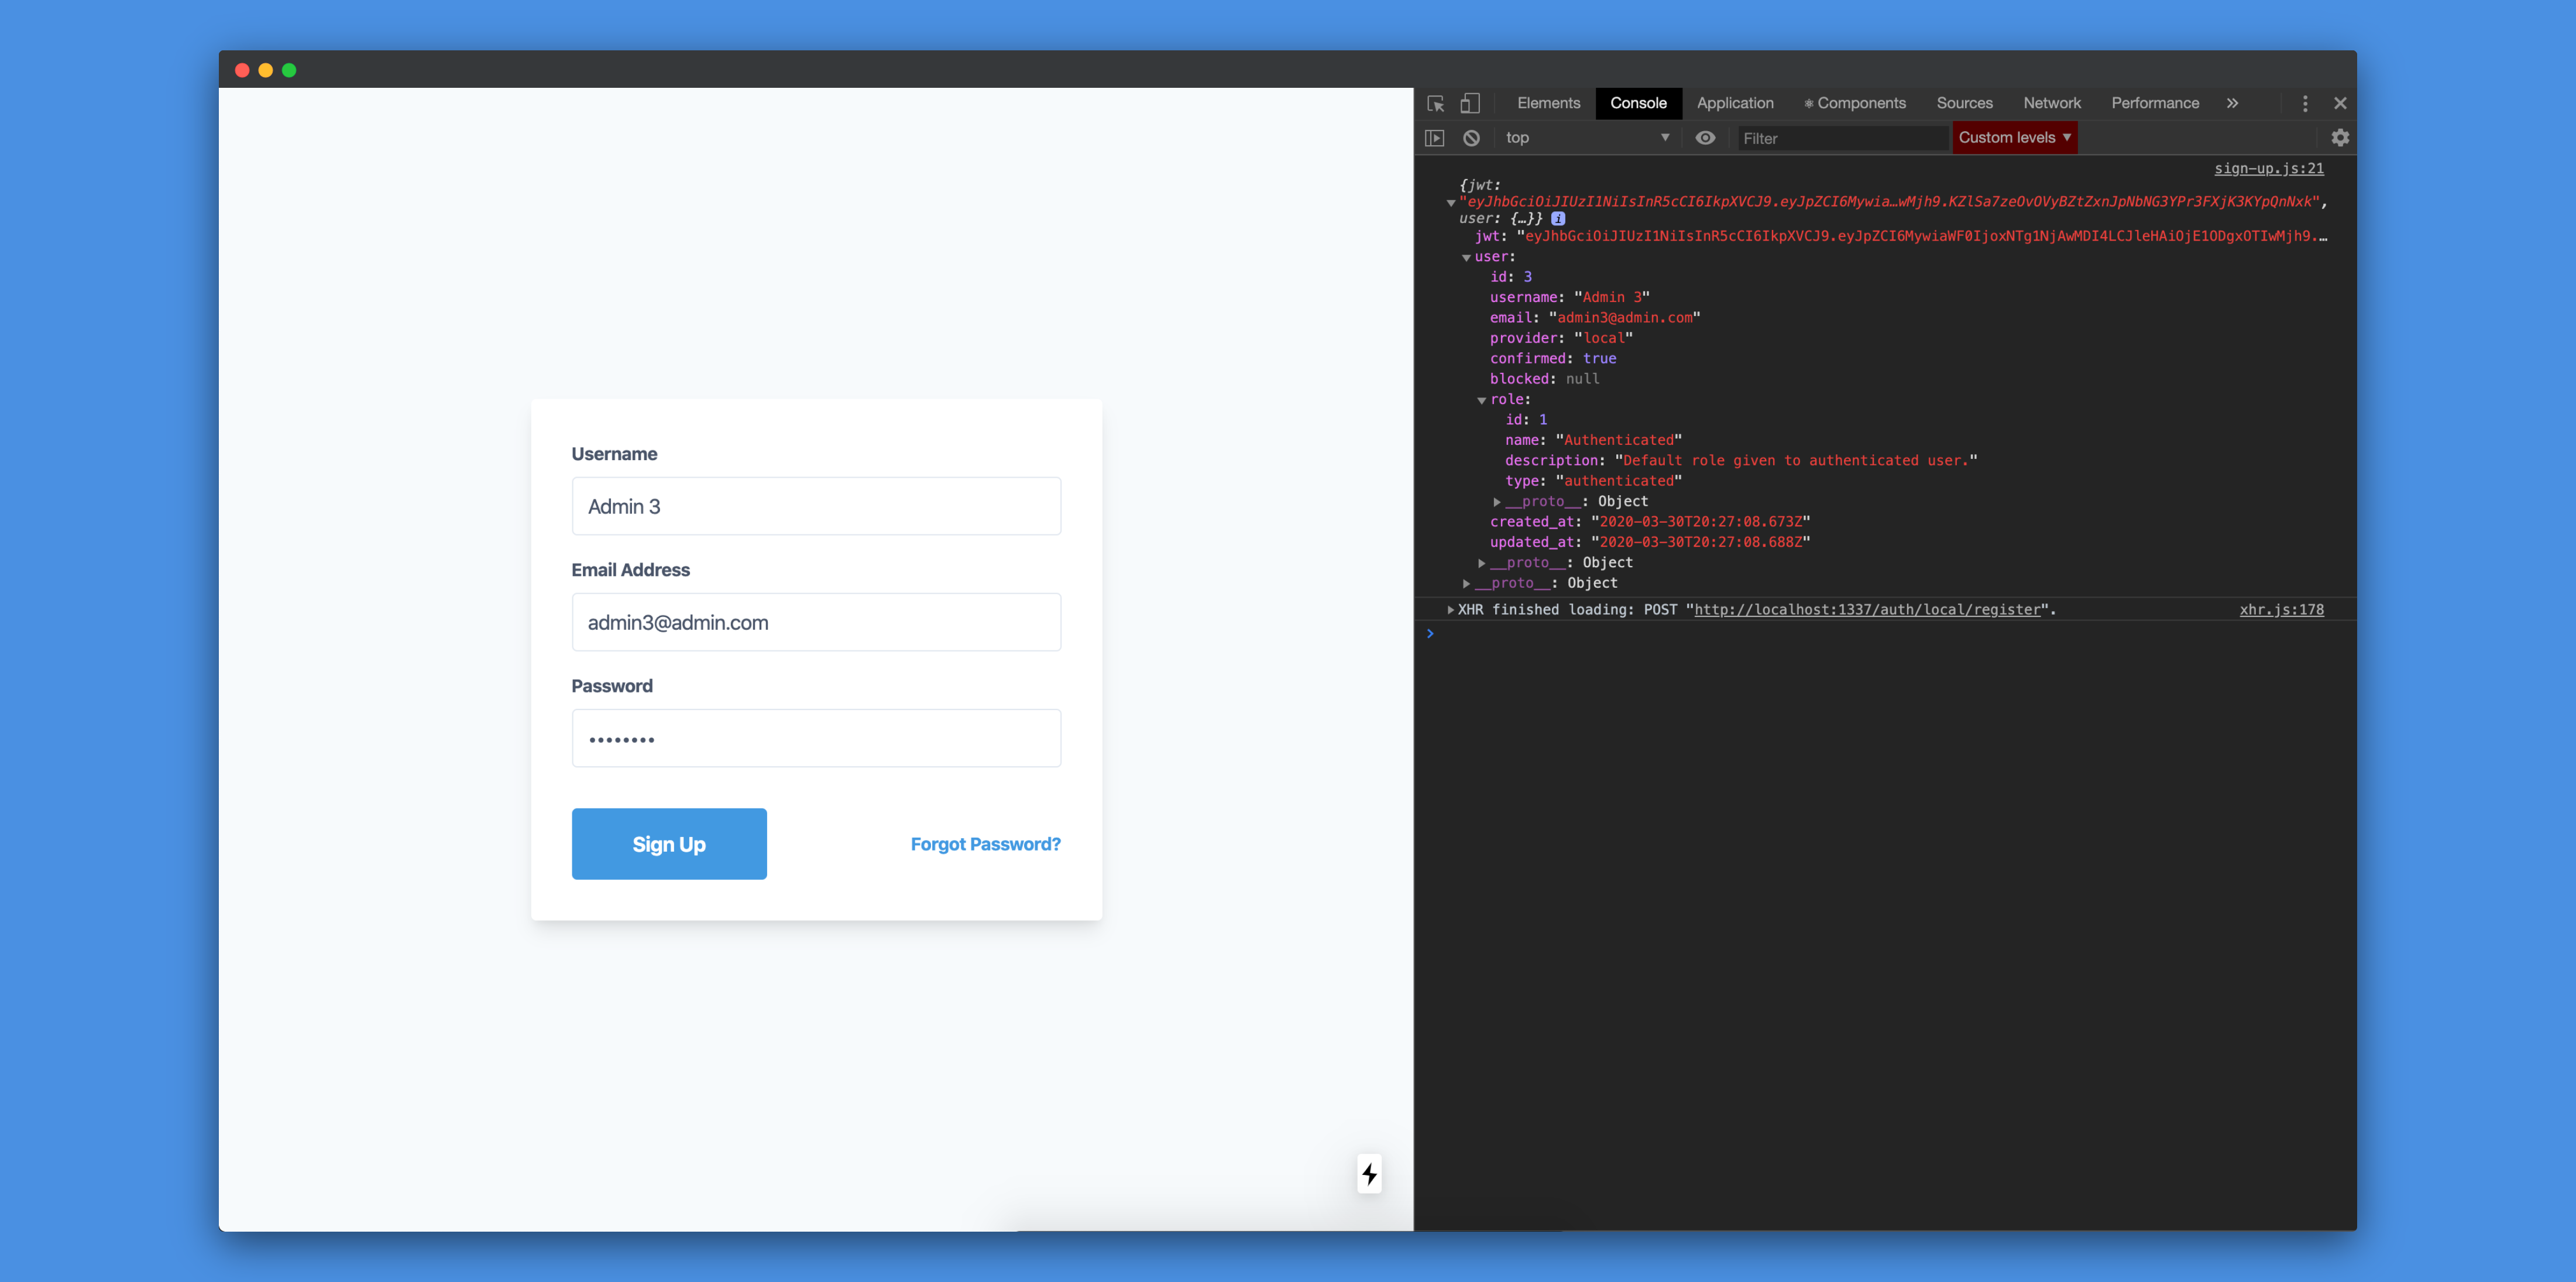 Elements Console Application Components Sources Network Performance »
top Filter Custom levels
sign-up.js:21
{jwt:
"eyJhbGciOiJIUzI1NiIsInR5cCI6IkpXVCJ9.eyJpZCI6Mywia…wMjh9.KZlSa7zeOvOVyBZtZxnJpNbNG3YPr3FXjK3KYpQnNxk",
user: {…}} i
jwt: "eyJhbGciOiJIUzI1NiIsInR5cCI6IkpXVCJ9.eyJpZCI6MywiaWF0IjoxNTg1NjAwMDI4LCJleHAiOjE1ODgxOTIwMjh9.…
user:
id: 3
username: "Admin 3"
email: "admin3@admin.com"
provider: "local"
confirmed: true
blocked: null
role:
id: 1
name: "Authenticated"
description: "Default role given to authenticated user."
type: "authenticated"
__proto__: Object
created_at: "2020-03-30T20:27:08.673Z"
updated_at: "2020-03-30T20:27:08.688Z"
__proto__: Object
__proto__: Object
XHR finished loading: POST "http://localhost:1337/auth/local/register". xhr.js:178
>
Username
Admin 3
Email Address
admin3@admin.com
Password
••••••••
Sign Up Forgot Password?